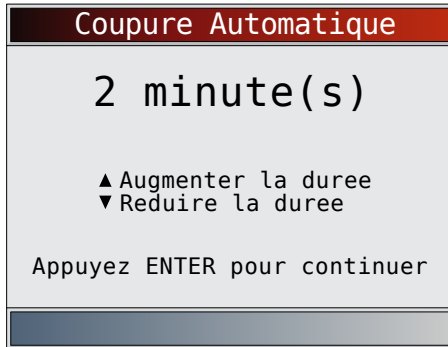 Coupure Automatique
2 minute(s)
▲ Augmenter la duree
▼ Reduire la duree
Appuyez ENTER pour continuer